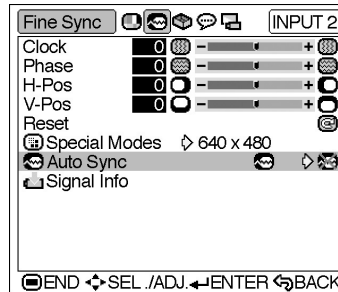 Fine Sync INPUT 2
Clock 0 - +
Phase 0 - +
H-Pos 0 - +
V-Pos 0 - +
Reset
Special Modes 640 x 480
Auto Sync
Signal Info
END SEL./ADJ. ENTER BACK